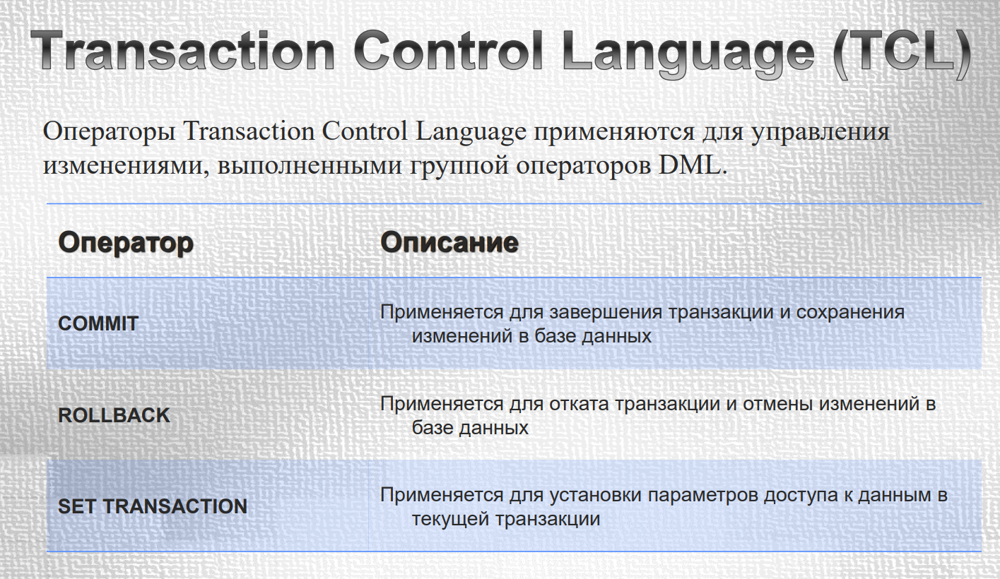 Transaction Control Language (TCL)
Операторы Transaction Control Language применяются для управления
изменениями, выполненными группой операторов DML.
Оператор
Описание
COMMIT
Применяется для завершения транзакции и сохранения
изменений в базе данных
ROLLBACK
Применяется для отката транзакции и отмены изменений в
базе данных
SET TRANSACTION
Применяется для установки параметров доступа к данным в
текущей транзакции